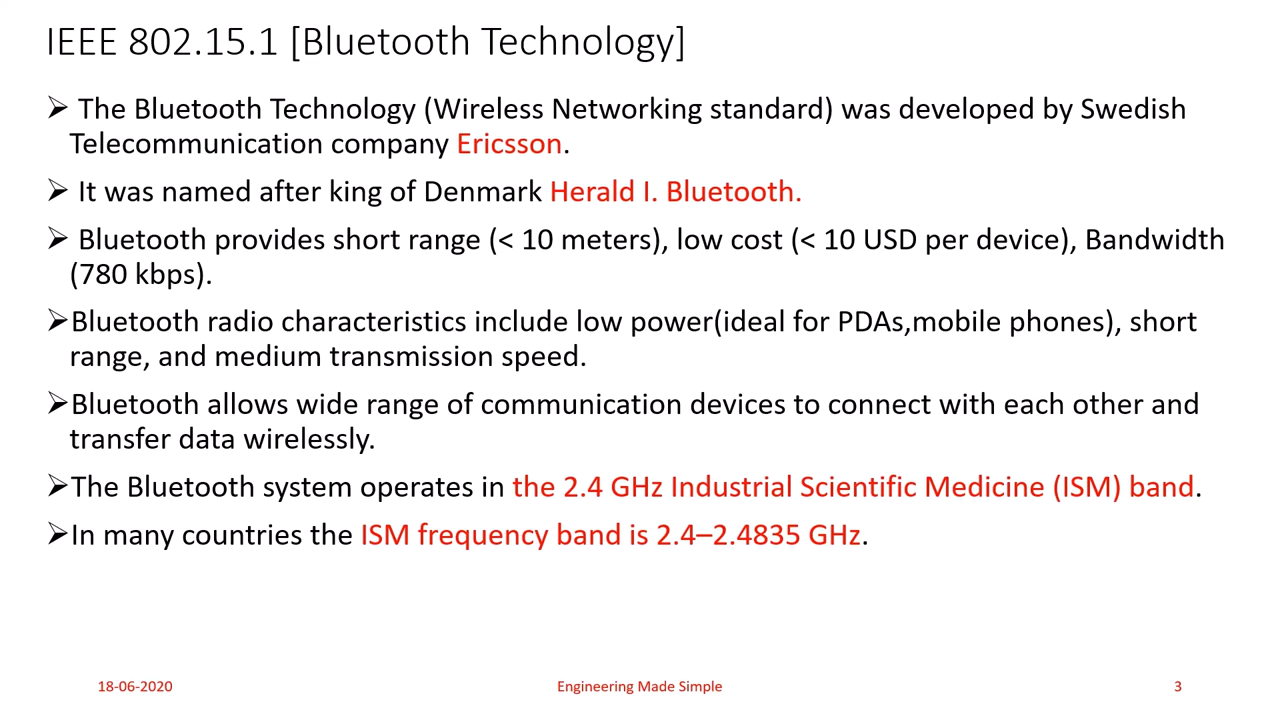 IEEE 802.15.1 [Bluetooth Technology]
➢ The Bluetooth Technology (Wireless Networking standard) was developed by Swedish
Telecommunication company Ericsson.
➢ It was named after king of Denmark Herald I. Bluetooth.
➢ Bluetooth provides short range (< 10 meters), low cost (< 10 USD per device), Bandwidth
(780 kbps).
➢Bluetooth radio characteristics include low power(ideal for PDAs,mobile phones), short
range, and medium transmission speed.
➢Bluetooth allows wide range of communication devices to connect with each other and
transfer data wirelessly.
➢The Bluetooth system operates in the 2.4 GHz Industrial Scientific Medicine (ISM) band.
➢In many countries the ISM frequency band is 2.4–2.4835 GHz.
18-06-2020
Engineering Made Simple
3